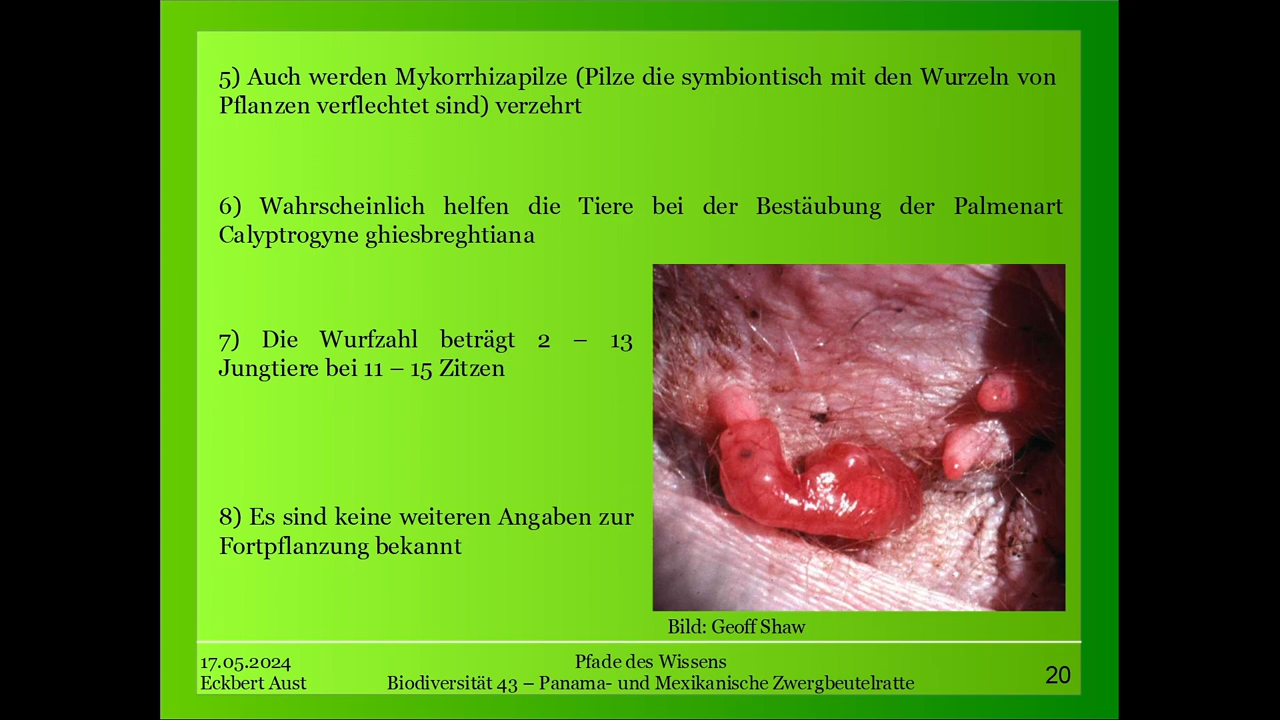 5) Auch werden Mykorrhizapilze (Pilze die symbiontisch mit den Wurzeln von
Pflanzen verflechtet sind) verzehrt
6) Wahrscheinlich helfen die Tiere bei der Bestäubung der Palmenart
Calyptrogyne ghiesbreghtiana
7) Die Wurfzahl beträgt 2 – 13
Jungtiere bei 11 – 15 Zitzen
8) Es sind keine weiteren Angaben zur
Fortpflanzung bekannt
Bild: Geoff Shaw
17.05.2024
Eckbert Aust
Pfade des Wissens
Biodiversität 43 – Panama- und Mexikanische Zwergbeutelratte
20